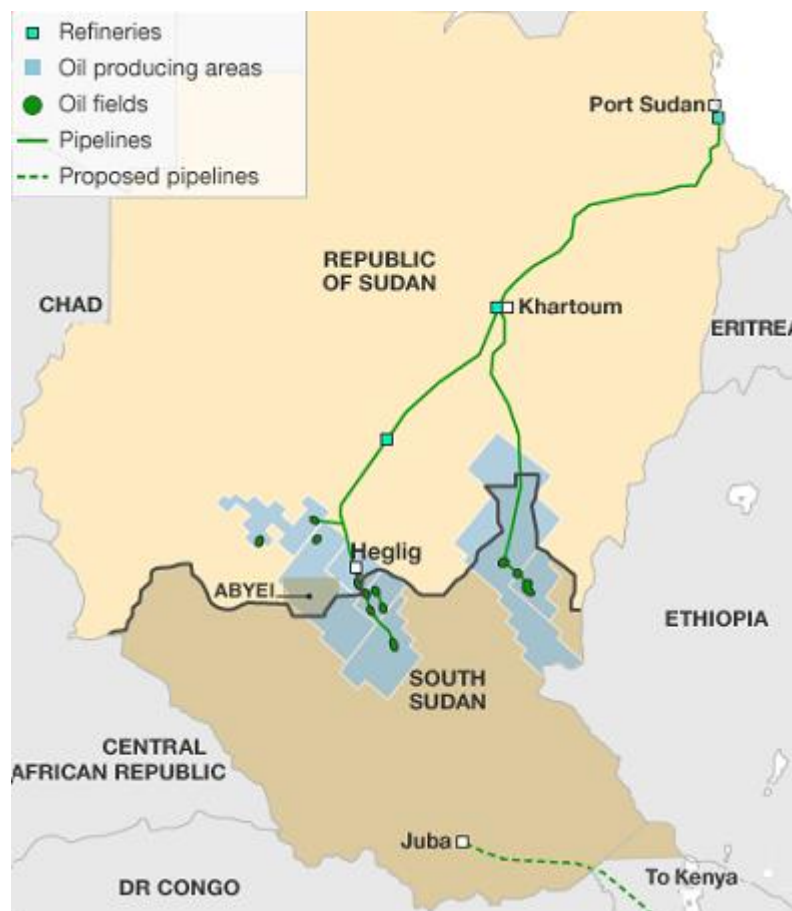 Refineries
Oil producing areas
Oil fields
Pipelines
Proposed pipelines
Port Sudan
REPUBLIC
OF SUDAN
CHAD
Khartoum
ERITREA
Heglig
ABYEI
ETHIOPIA
SOUTH
SUDAN
CENTRAL
AFRICAN REPUBLIC
Juba
To Kenya
DR CONGO